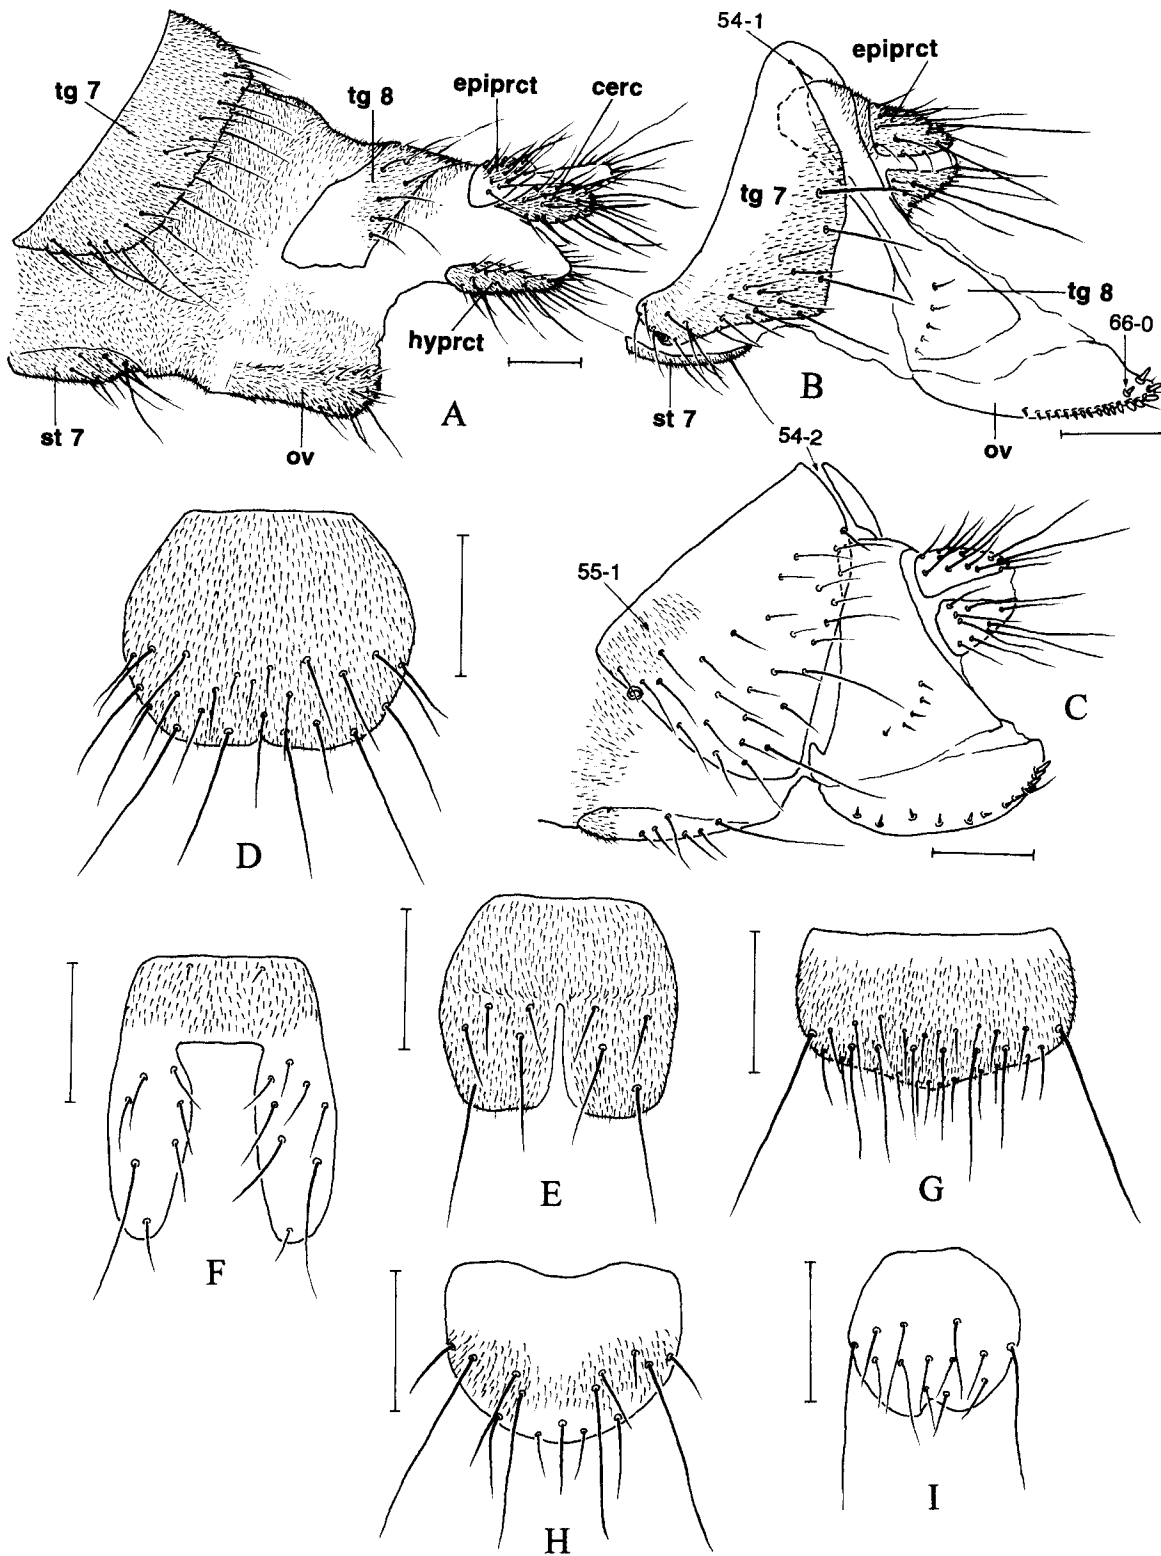 54-1
epiprct
tg 7
tg 8
epiprct
cerc
tg 7
tg 8
66-0
hyprct
A
B
st 7
ov
st 7
54-2
ov
55-1
C
D
E
F
G
H
I